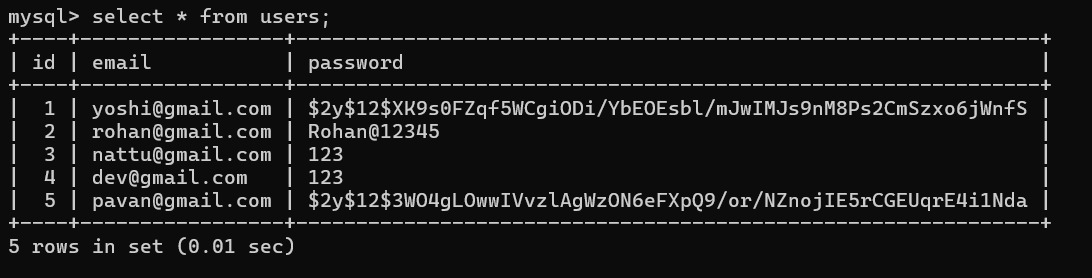 mysql> select * from users;
+----+-----------------+--------------------------------------------------------------+
| id | email           | password                                                     |
+----+-----------------+--------------------------------------------------------------+
|  1 | yoshi@gmail.com | $2y$12$XK9s0FZqf5WCgiODi/YbEOEsbl/mJwIMJs9nM8Ps2CmSzxo6jWnfS |
|  2 | rohan@gmail.com | Rohan@12345                                                  |
|  3 | nattu@gmail.com | 123                                                          |
|  4 | dev@gmail.com   | 123                                                          |
|  5 | pavan@gmail.com | $2y$12$3WO4gLOwwIVvzlAgWzON6eFXpQ9/or/NZnojIE5rCGEUqrE4i1Nda |
+----+-----------------+--------------------------------------------------------------+
5 rows in set (0.01 sec)